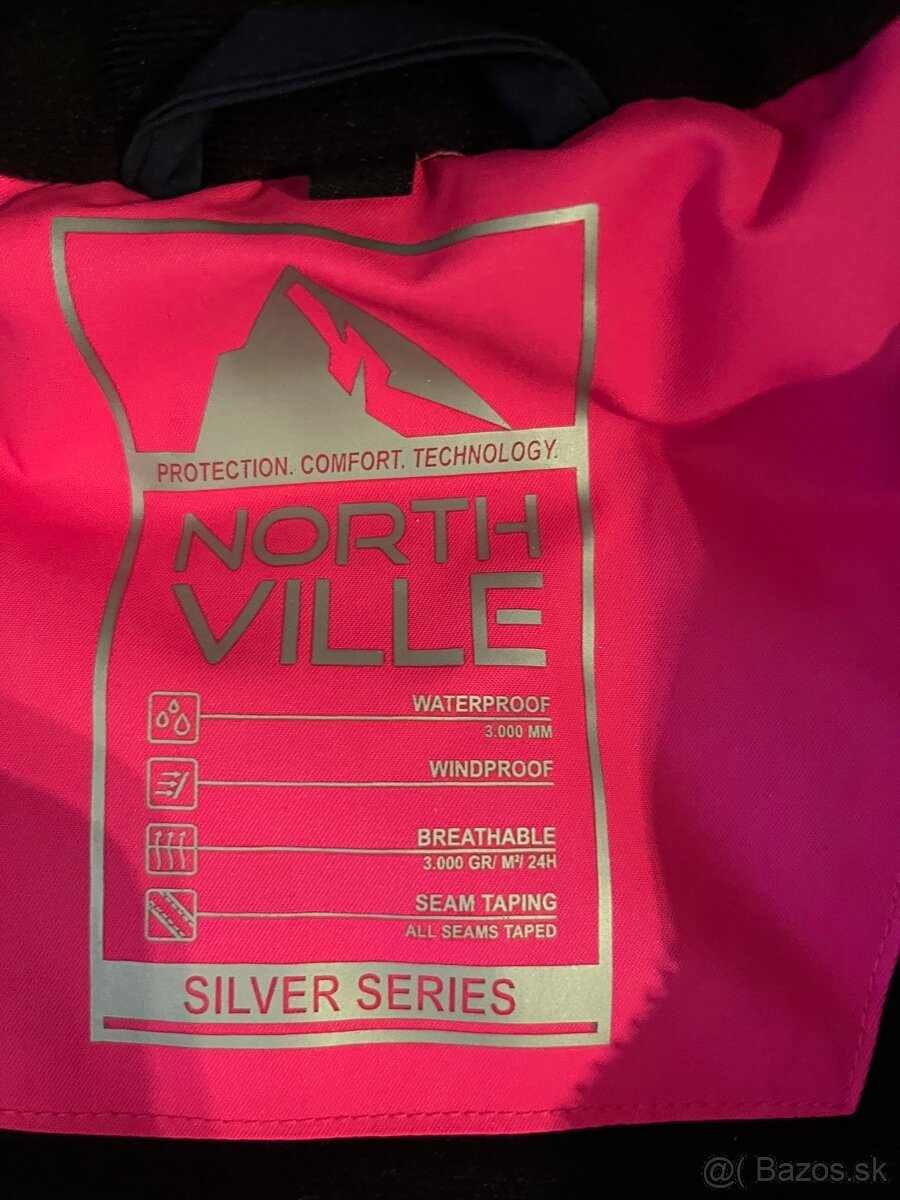 PROTECTION. COMFORT. TECHNOLOGY.
NORTH
VILLE
WATERPROOF
3.000 MM
WINDPROOF
BREATHABLE
3.000 GR/ M²/ 24H
SEAM TAPING
ALL SEAMS TAPED
SILVER SERIES
@( Bazos.sk